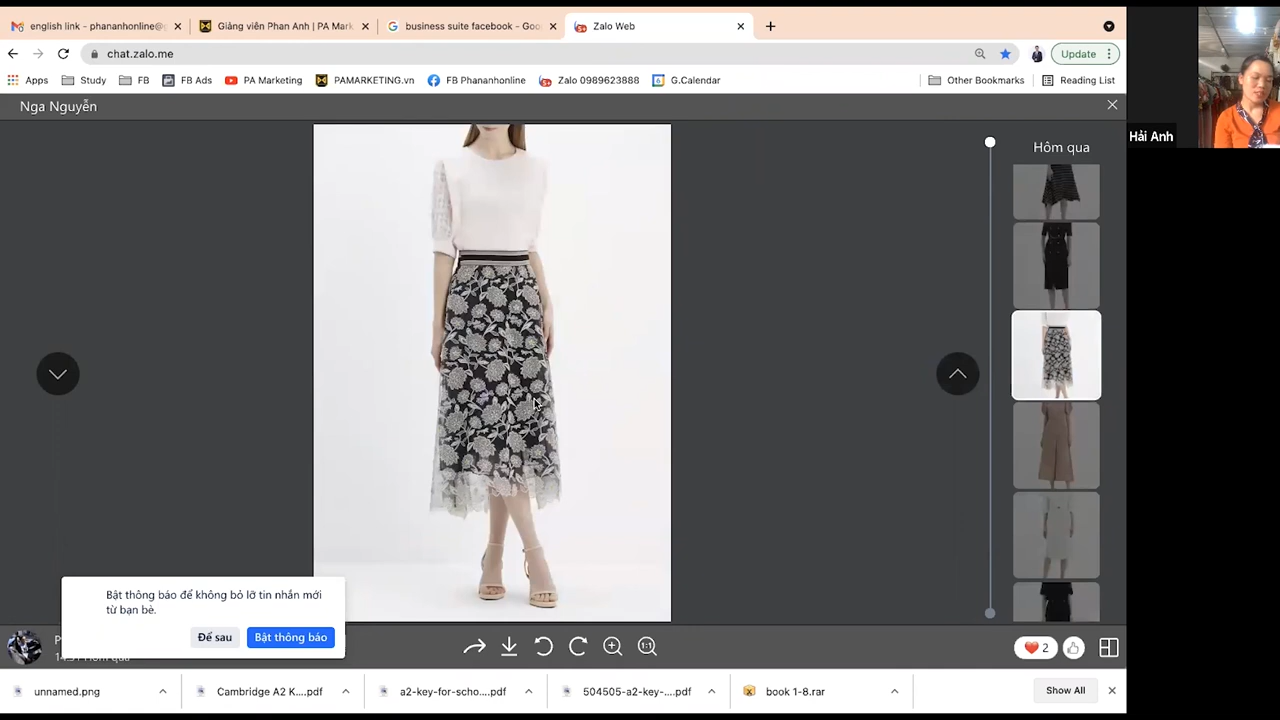 english link - phananhonline@
Giảng viên Phan Anh | PA Mark
business suite facebook - Goo
Zalo Web
chat.zalo.me
Update
Apps
Study
FB
FB Ads
PA Marketing
PAMARKETING.vn
FB Phananhonline
Zalo 0989623888
G.Calendar
Other Bookmarks
Reading List
Nga Nguyễn
Hải Anh
Hôm qua
Bật thông báo để không bỏ lỡ tin nhắn mới
từ bạn bè.
Để sau
Bật thông báo
1:1
2
unnamed.png
Cambridge A2 K....pdf
a2-key-for-scho....pdf
504505-a2-key-....pdf
book 1-8.rar
Show All